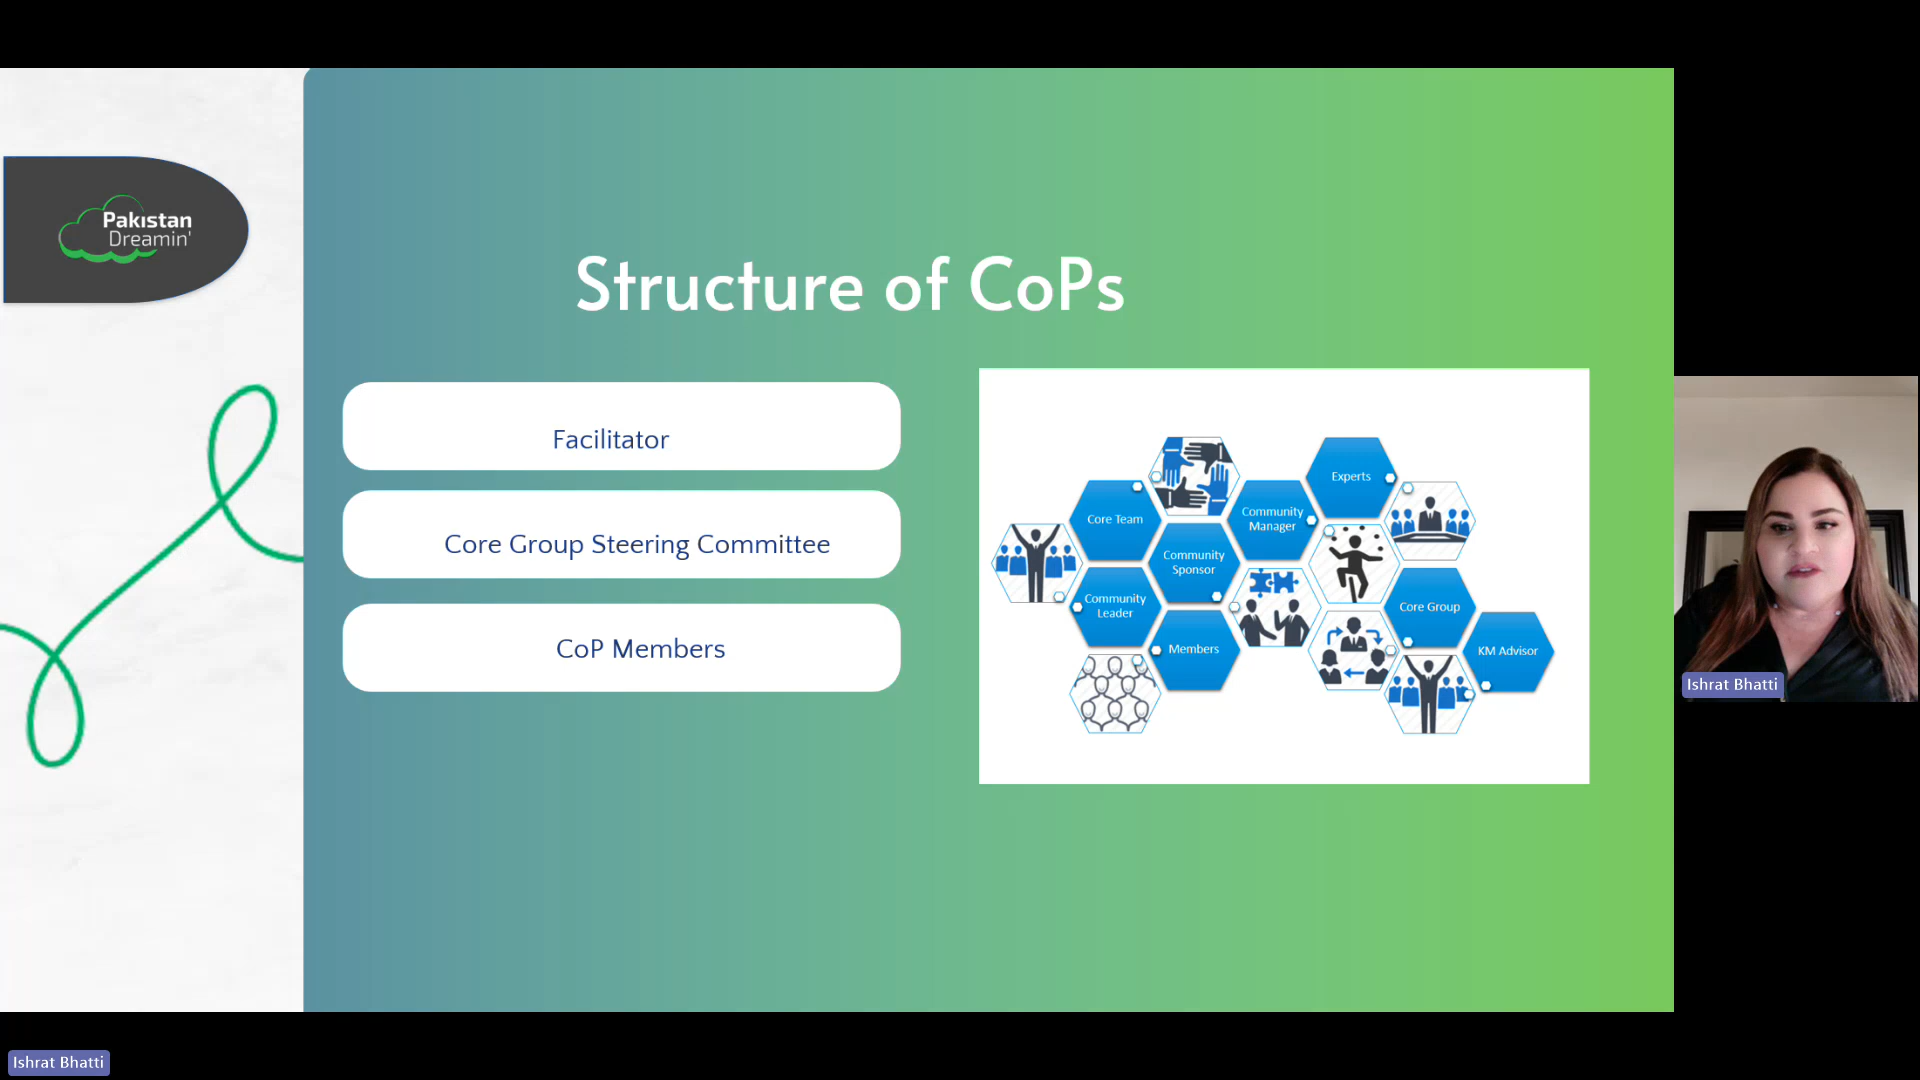 Pakistan
Dreamin'
Structure of CoPs
Facilitator
Core Group Steering Committee
CoP Members
Experts
Core Team
Community
Manager
Community
Sponsor
Community
Leader
Core Group
Members
KM Advisor
Ishrat Bhatti
Ishrat Bhatti